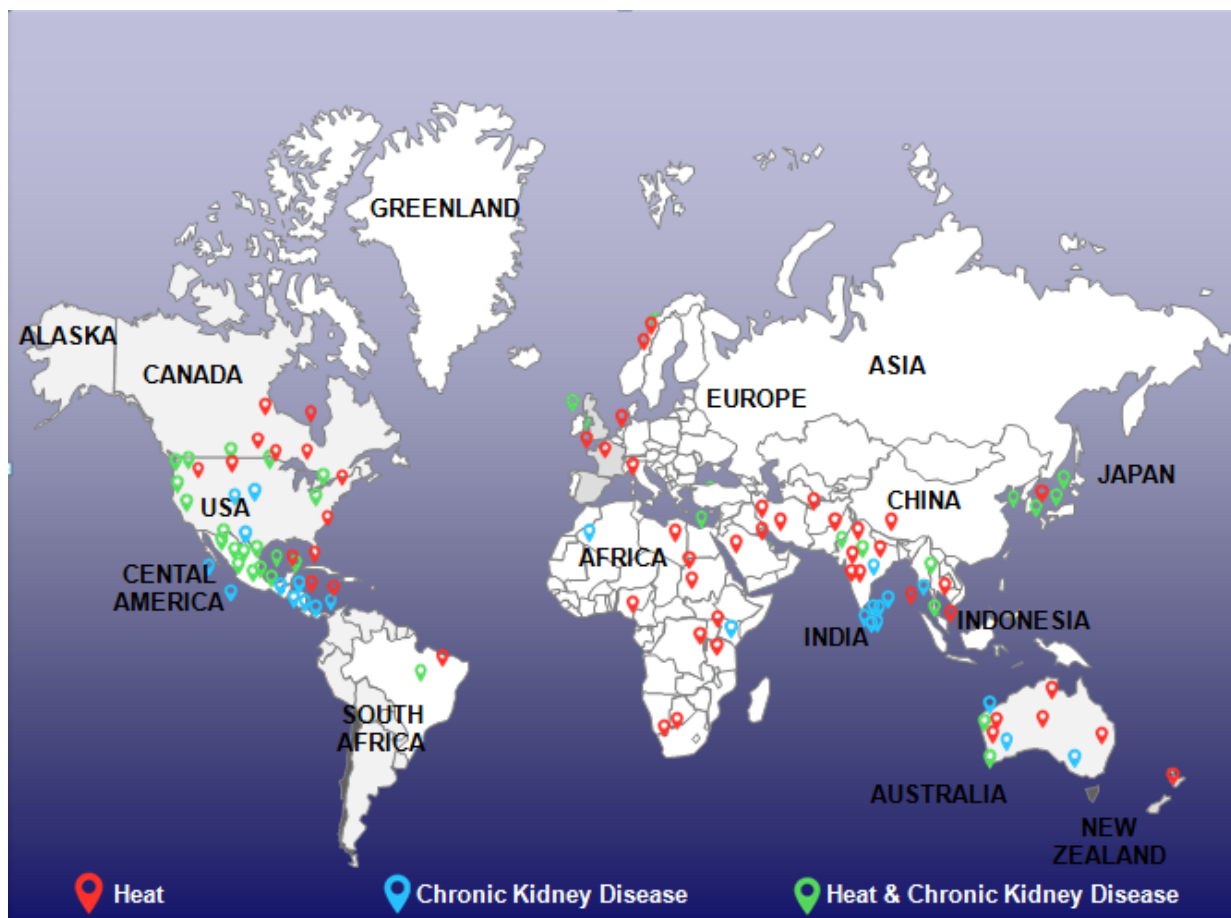 GREENLAND
ALASKA
CANADA
ASIA
EUROPE
JAPAN
CHINA
USA
AFRICA
CENTAL
AMERICA
INDONESIA
INDIA
SOUTH
AFRICA
AUSTRALIA
NEW
ZEALAND
Heat
Chronic Kidney Disease
Heat & Chronic Kidney Disease